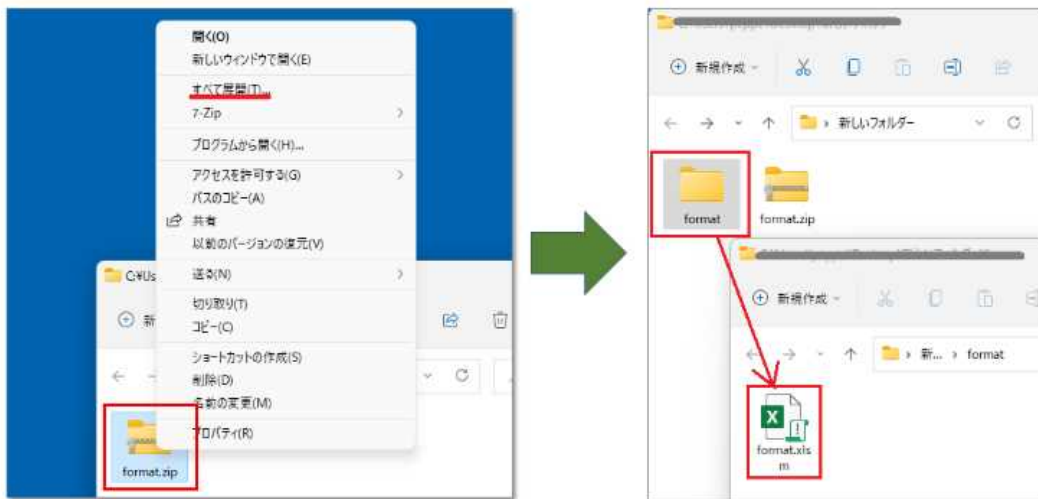 開く(O)
新しいウィンドウで開く(E)
すべて展開(T)...
7-Zip
プログラムから開く(H)...
アクセスを許可する(G)
パスのコピー(A)
共有
以前のバージョンの復元(V)
送る(N)
切り取り(T)
コピー(C)
ショートカットの作成(S)
削除(D)
名前の変更(M)
プロパティ(R)
C:¥Us
新
format.zip
新規作成
新しいフォルダー
format
format.zip
新規作成
新... › format
format.xls
m